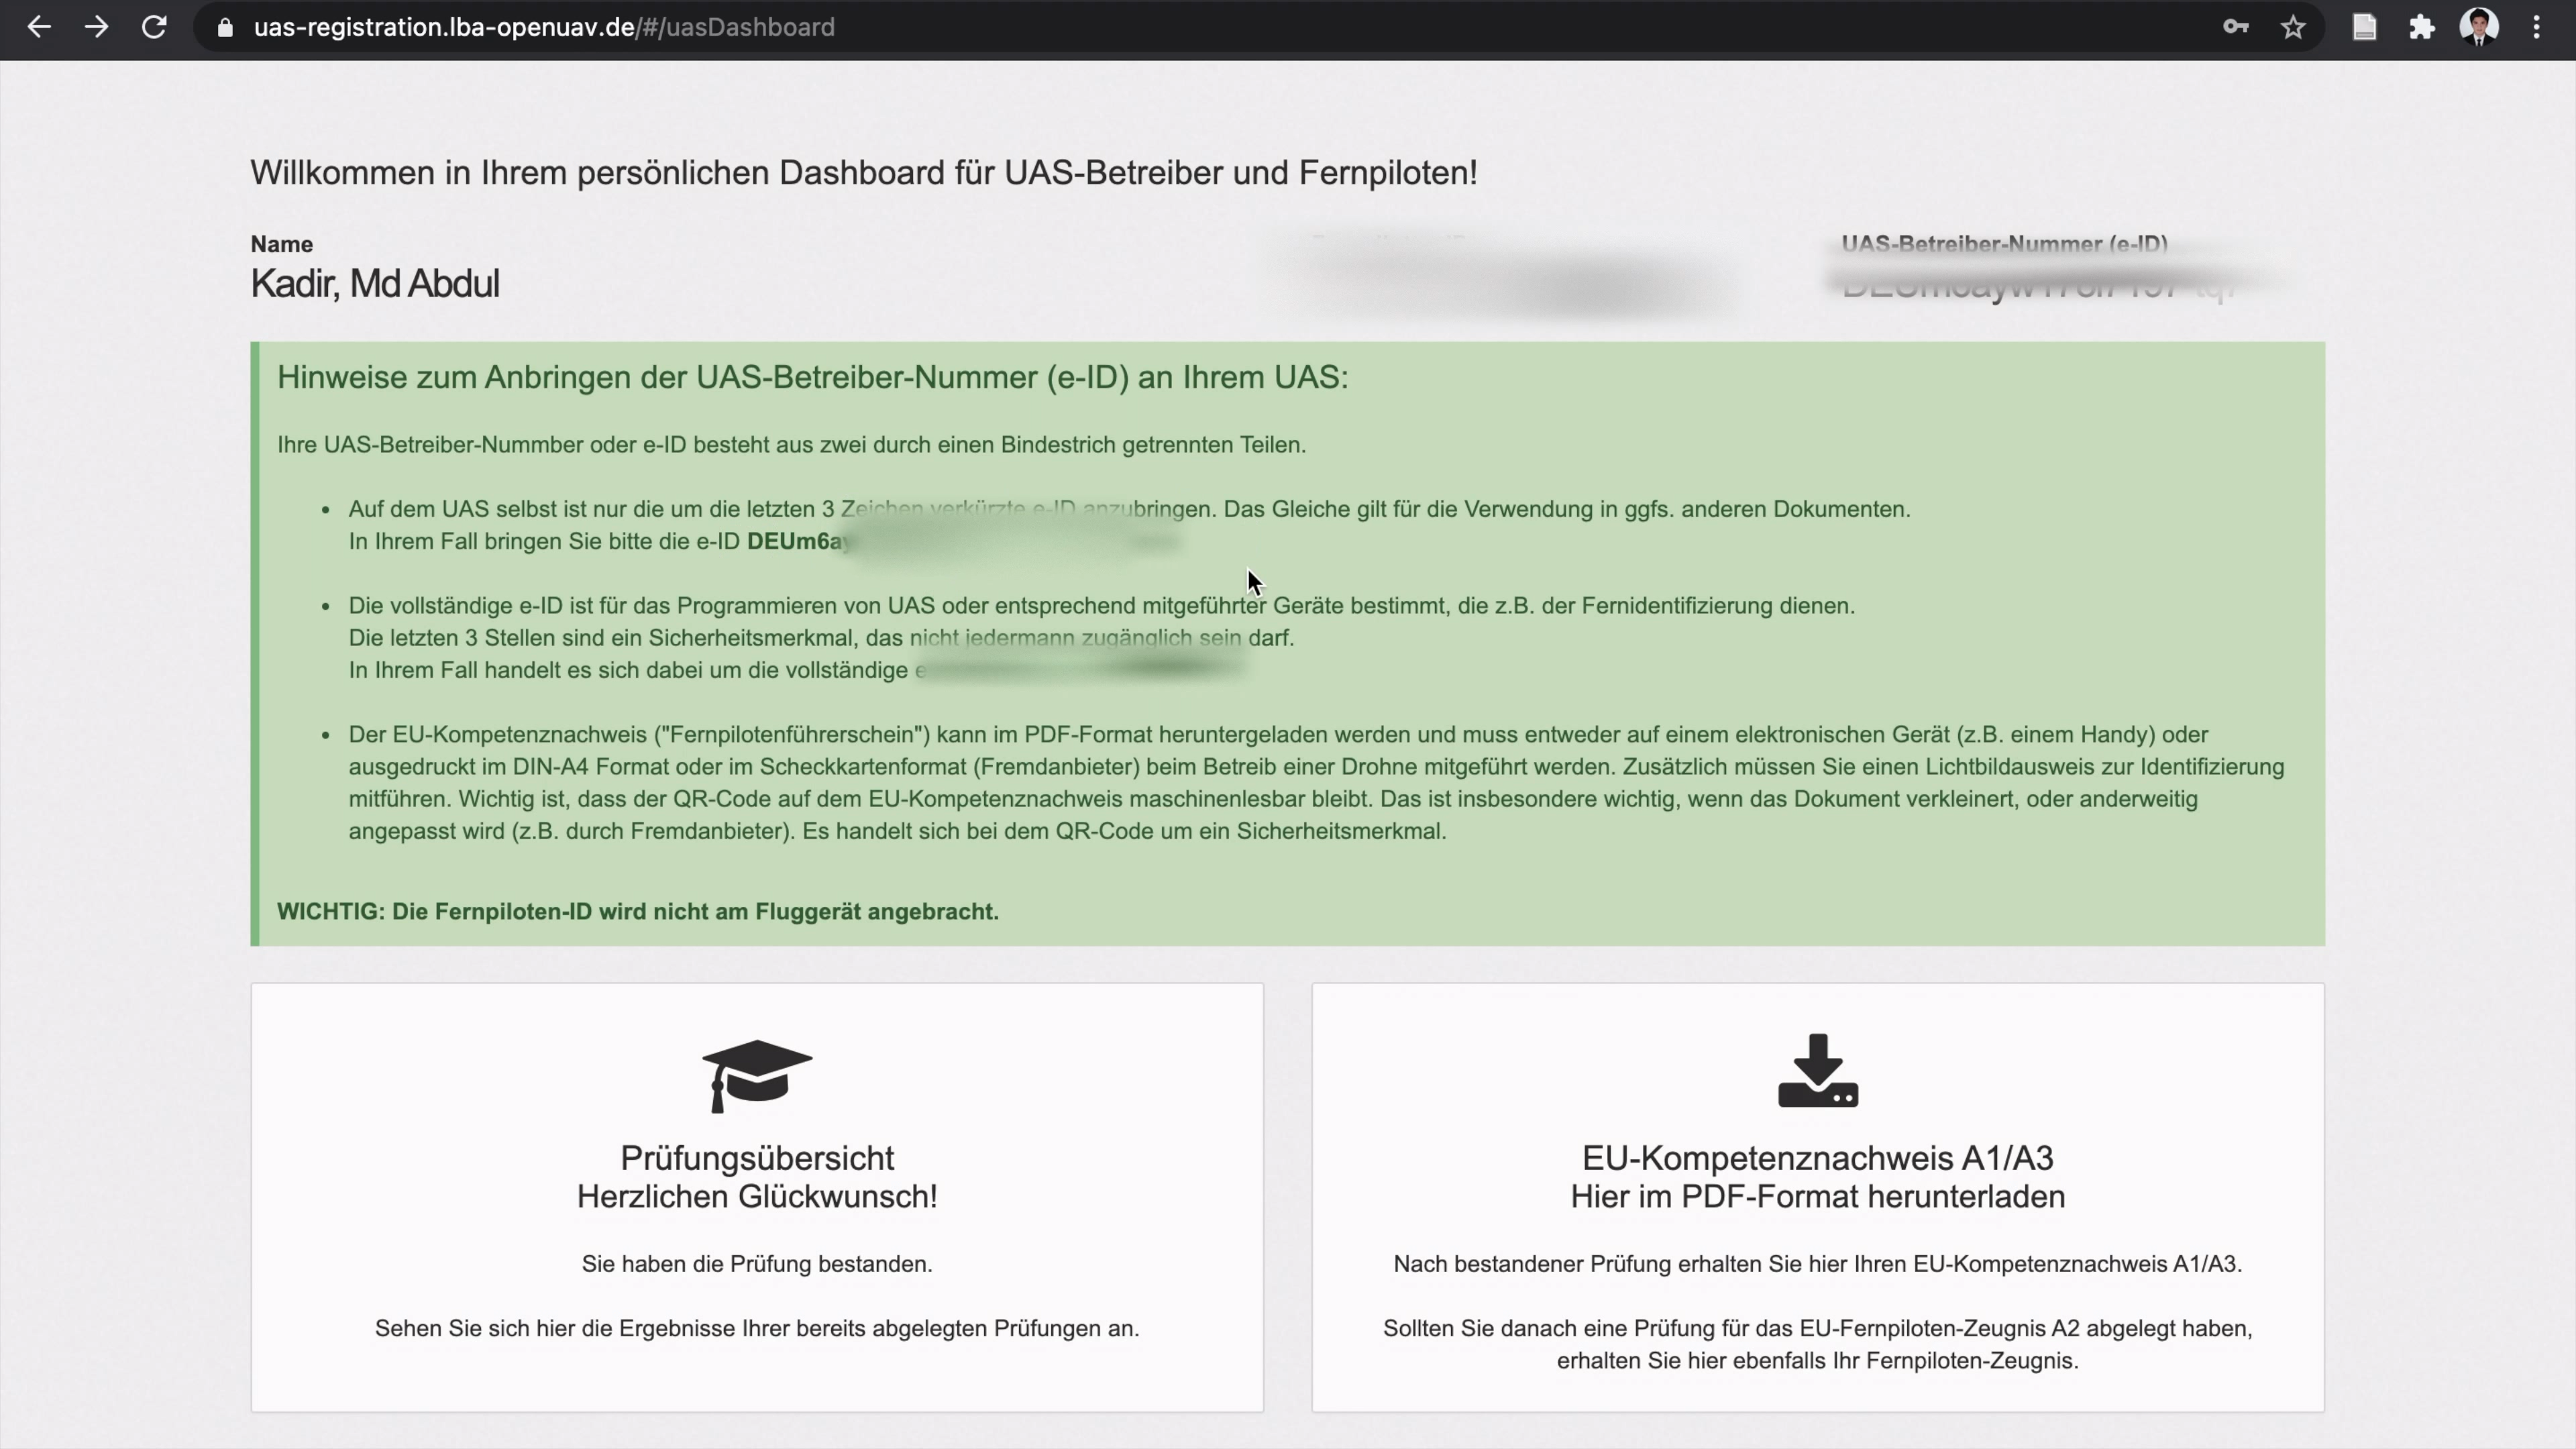 uas-registration.lba-openuav.de/#/uasDashboard
Willkommen in Ihrem persönlichen Dashboard für UAS-Betreiber und Fernpiloten!
Name
UAS-Betreiber-Nummer (e-ID)
Kadir, Md Abdul
Hinweise zum Anbringen der UAS-Betreiber-Nummer (e-ID) an Ihrem UAS:
Ihre UAS-Betreiber-Nummber oder e-ID besteht aus zwei durch einen Bindestrich getrennten Teilen.
• Auf dem UAS selbst ist nur die um die letzten 3 Zeichen verkürzte e-ID anzubringen. Das Gleiche gilt für die Verwendung in ggfs. anderen Dokumenten.
In Ihrem Fall bringen Sie bitte die e-ID
• Die vollständige e-ID ist für das Programmieren von UAS oder entsprechend mitgeführter Geräte bestimmt, die z.B. der Fernidentifizierung dienen.
Die letzten 3 Stellen sind ein Sicherheitsmerkmal, das nicht jedermann zugänglich sein darf.
In Ihrem Fall handelt es sich dabei um die vollständige
• Der EU-Kompetenznachweis ("Fernpilotenführerschein") kann im PDF-Format heruntergeladen werden und muss entweder auf einem elektronischen Gerät (z.B. einem Handy) oder
ausgedruckt im DIN-A4 Format oder im Scheckkartenformat (Fremdanbieter) beim Betreib einer Drohne mitgeführt werden. Zusätzlich müssen Sie einen Lichtbildausweis zur Identifizierung
mitführen. Wichtig ist, dass der QR-Code auf dem EU-Kompetenznachweis maschinenlesbar bleibt. Das ist insbesondere wichtig, wenn das Dokument verkleinert, oder anderweitig
angepasst wird (z.B. durch Fremdanbieter). Es handelt sich bei dem QR-Code um ein Sicherheitsmerkmal.
WICHTIG: Die Fernpiloten-ID wird nicht am Fluggerät angebracht.
Prüfungsübersicht
Herzlichen Glückwunsch!
Sie haben die Prüfung bestanden.
Sehen Sie sich hier die Ergebnisse Ihrer bereits abgelegten Prüfungen an.
EU-Kompetenznachweis A1/A3
Hier im PDF-Format herunterladen
Nach bestandener Prüfung erhalten Sie hier Ihren EU-Kompetenznachweis A1/A3.
Sollten Sie danach eine Prüfung für das EU-Fernpiloten-Zeugnis A2 abgelegt haben,
erhalten Sie hier ebenfalls Ihr Fernpiloten-Zeugnis.